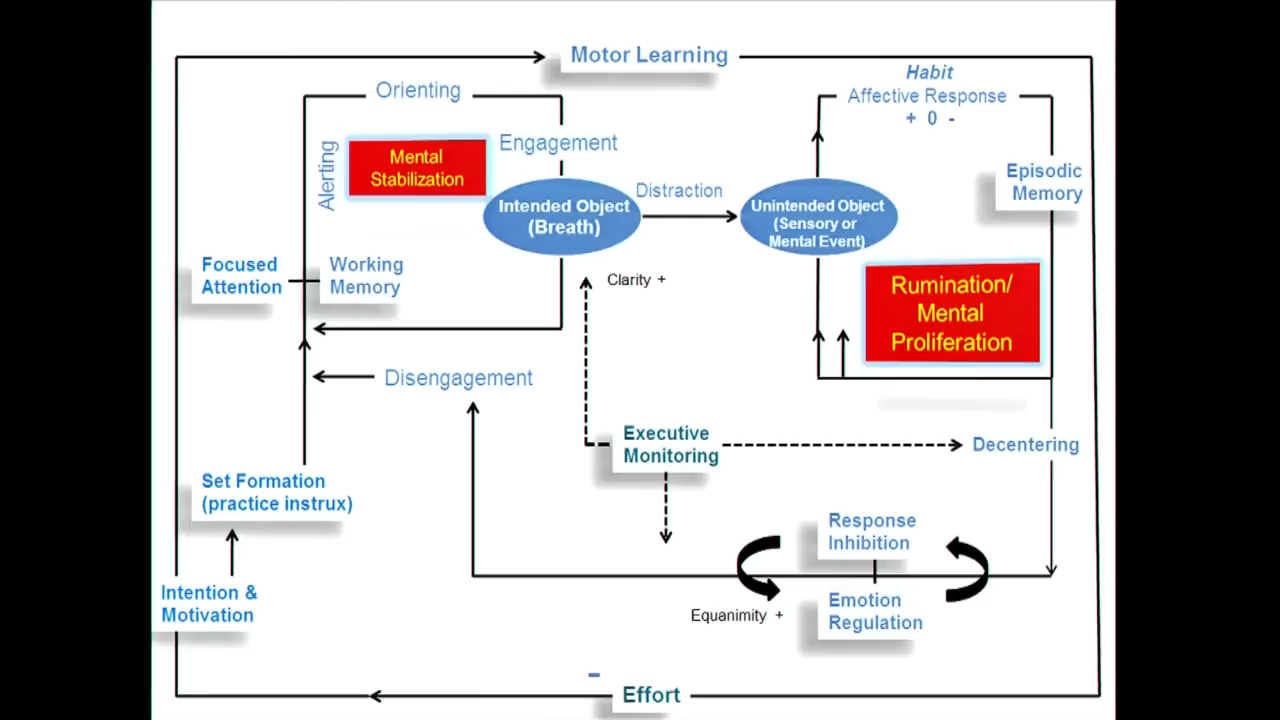 Motor Learning
Habit
Affective Response
+ 0 -
Orienting
Alerting
Mental
Stabilization
Engagement
Episodic
Memory
Distraction
Intended Object
(Breath)
Unintended Object
(Sensory or
Mental Event)
Focused
Attention
Working
Memory
Clarity +
Rumination/
Mental
Proliferation
Disengagement
Executive
Monitoring
Decentering
Set Formation
(practice instrux)
Response
Inhibition
Intention &
Motivation
Equanimity +
Emotion
Regulation
-
Effort